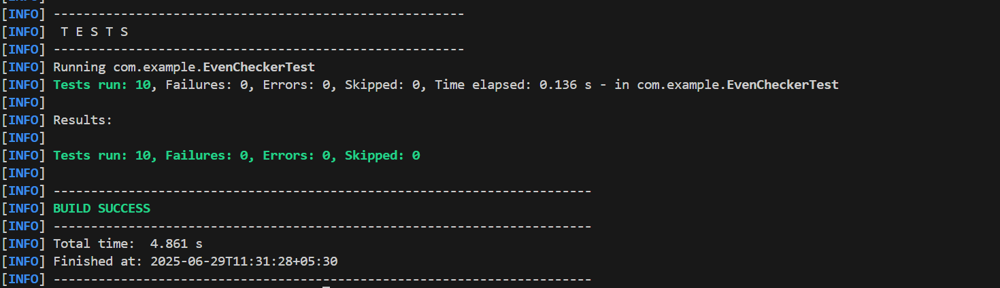 [INFO] -------------------------------------------------------
[INFO]  T E S T S
[INFO] -------------------------------------------------------
[INFO] Running com.example.EvenCheckerTest
[INFO] Tests run: 10, Failures: 0, Errors: 0, Skipped: 0, Time elapsed: 0.136 s - in com.example.EvenCheckerTest
[INFO]
[INFO] Results:
[INFO]
[INFO] Tests run: 10, Failures: 0, Errors: 0, Skipped: 0
[INFO]
[INFO] ------------------------------------------------------------------------
[INFO] BUILD SUCCESS
[INFO] ------------------------------------------------------------------------
[INFO] Total time:  4.861 s
[INFO] Finished at: 2025-06-29T11:31:28+05:30
[INFO] ------------------------------------------------------------------------